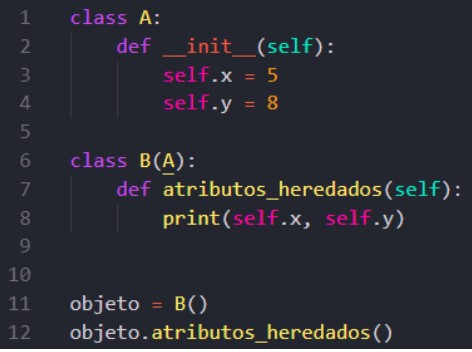 1 class A:
2     def __init__(self):
3         self.x = 5
4         self.y = 8
5
6 class B(A):
7     def atributos_heredados(self):
8         print(self.x, self.y)
9
10
11 objeto = B()
12 objeto.atributos_heredados()